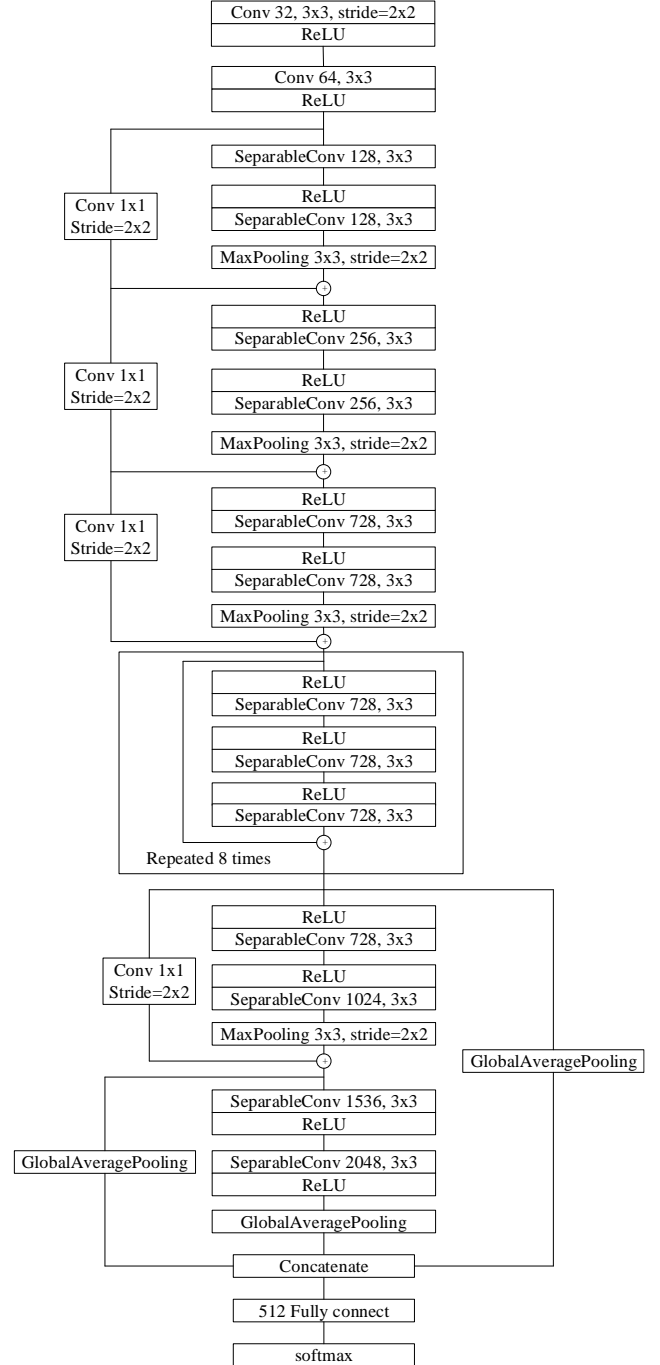 Conv 32, 3x3, stride=2x2
ReLU
Conv 64, 3x3
ReLU
SeparableConv 128, 3x3
Conv 1x1
Stride=2x2
ReLU
SeparableConv 128, 3x3
MaxPooling 3x3, stride=2x2
+
ReLU
SeparableConv 256, 3x3
Conv 1x1
Stride=2x2
ReLU
SeparableConv 256, 3x3
MaxPooling 3x3, stride=2x2
+
ReLU
SeparableConv 728, 3x3
Conv 1x1
Stride=2x2
ReLU
SeparableConv 728, 3x3
MaxPooling 3x3, stride=2x2
+
ReLU
SeparableConv 728, 3x3
ReLU
SeparableConv 728, 3x3
ReLU
SeparableConv 728, 3x3
+
Repeated 8 times
ReLU
SeparableConv 728, 3x3
Conv 1x1
Stride=2x2
ReLU
SeparableConv 1024, 3x3
MaxPooling 3x3, stride=2x2
+
GlobalAveragePooling
SeparableConv 1536, 3x3
ReLU
GlobalAveragePooling
SeparableConv 2048, 3x3
ReLU
GlobalAveragePooling
Concatenate
512 Fully connect
softmax